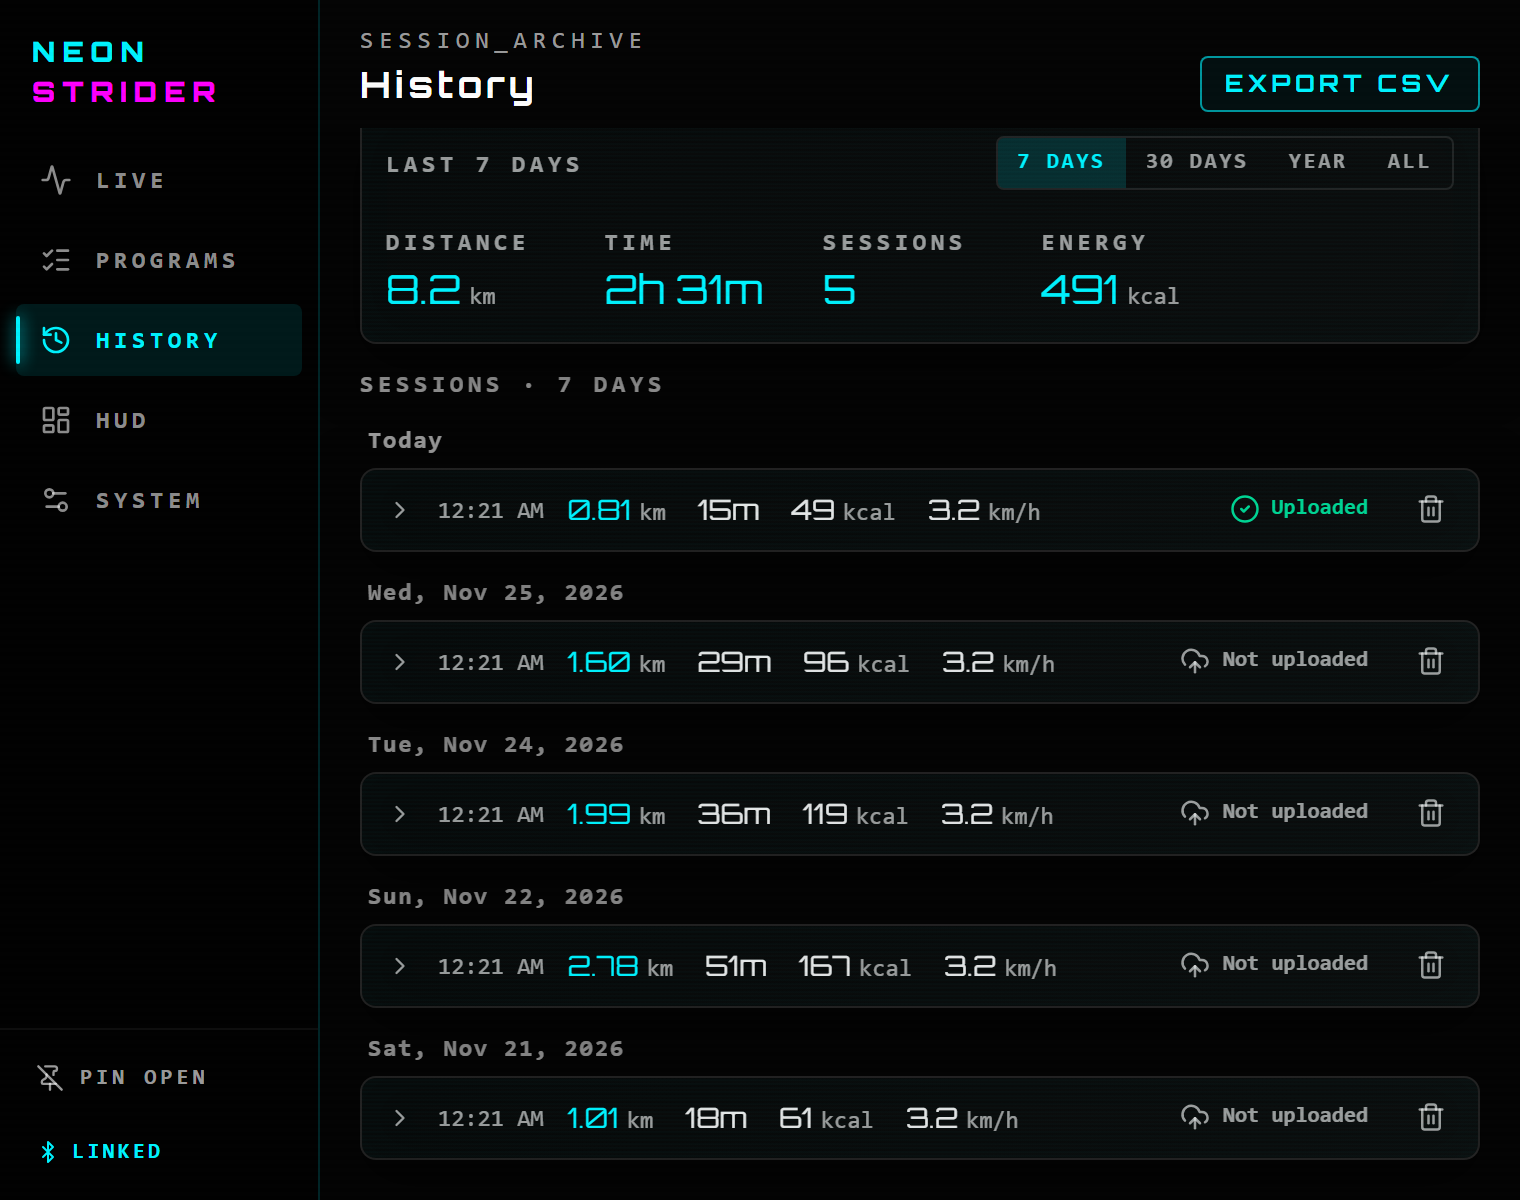 NEON
STRIDER
LIVE
PROGRAMS
HISTORY
HUD
SYSTEM
PIN OPEN
LINKED
SESSION_ARCHIVE
History
EXPORT CSV
LAST 7 DAYS
7 DAYS 30 DAYS YEAR ALL
DISTANCE TIME SESSIONS ENERGY
8.2 km 2h 31m 5 491 kcal
SESSIONS · 7 DAYS
Today
12:21 AM 0.81 km 15m 49 kcal 3.2 km/h Uploaded
Wed, Nov 25, 2026
12:21 AM 1.60 km 29m 96 kcal 3.2 km/h Not uploaded
Tue, Nov 24, 2026
12:21 AM 1.99 km 36m 119 kcal 3.2 km/h Not uploaded
Sun, Nov 22, 2026
12:21 AM 2.78 km 51m 167 kcal 3.2 km/h Not uploaded
Sat, Nov 21, 2026
12:21 AM 1.01 km 18m 61 kcal 3.2 km/h Not uploaded